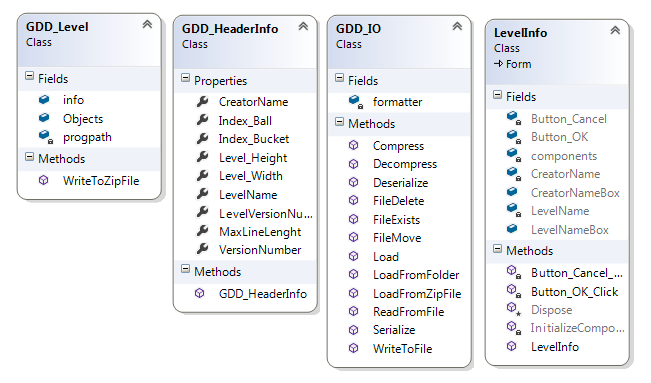 GDD_Level
Class
Fields
info
Objects
progpath
Methods
WriteToZipFile
GDD_HeaderInfo
Class
Properties
CreatorName
Index_Ball
Index_Bucket
Level_Height
Level_Width
LevelName
LevelVersionNu...
MaxLineLenght
VersionNumber
Methods
GDD_HeaderInfo
GDD_IO
Class
Fields
formatter
Methods
Compress
Decompress
Deserialize
FileDelete
FileExists
FileMove
Load
LoadFromFolder
LoadFromZipFile
ReadFromFile
Serialize
WriteToFile
LevelInfo
Class
Form
Fields
Button_Cancel
Button_OK
components
CreatorName
CreatorNameBox
LevelName
LevelNameBox
Methods
Button_Cancel_...
Button_OK_Click
Dispose
InitializeCompo...
LevelInfo